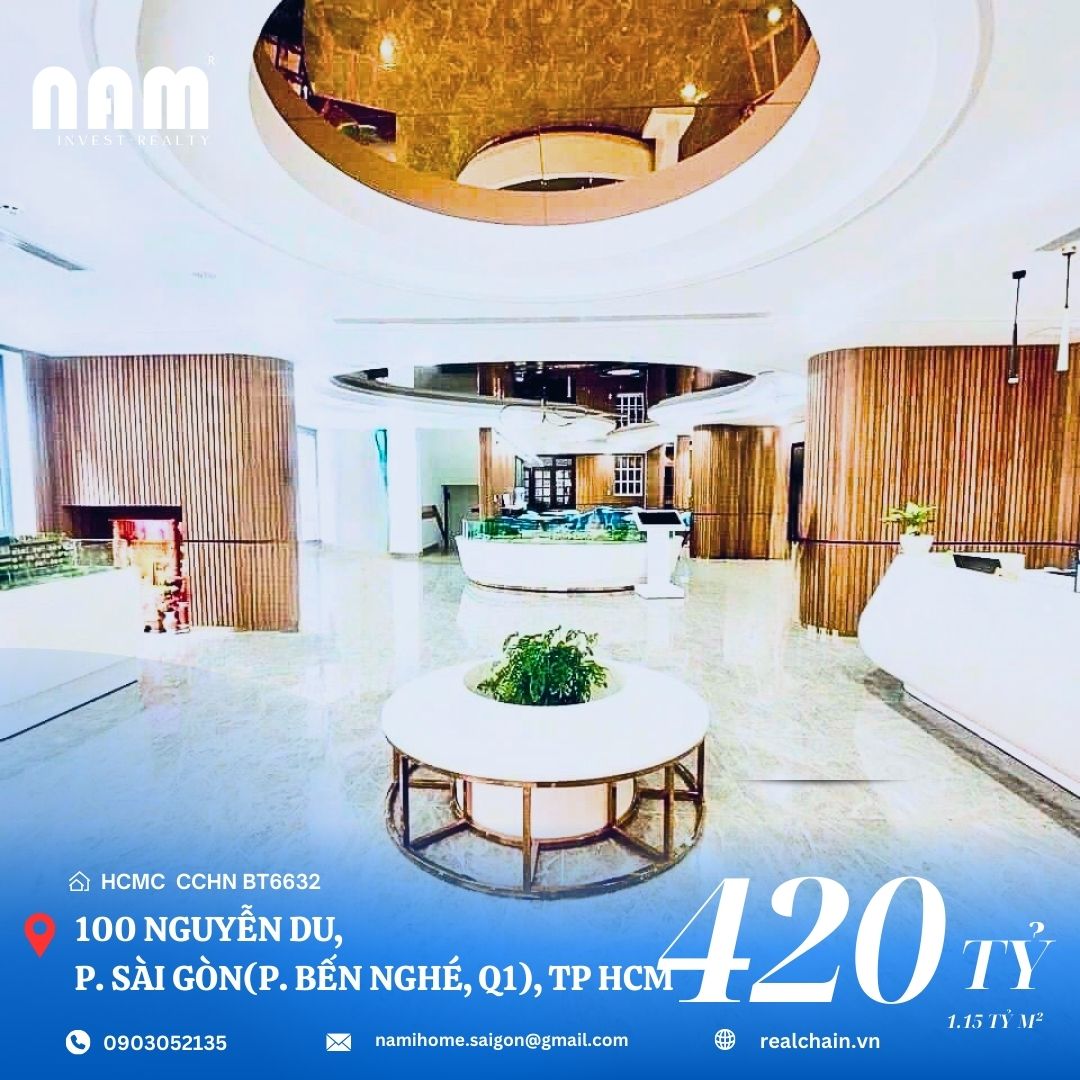 NAM
INVEST-REALTY
HCMC CCHN BT6632
100 NGUYỄN DU,
P. SÀI GÒN(P. BẾN NGHÉ, Q1), TP HCM
420 TỶ
1.15 TỶ M²
0903052135
namihome.saigon@gmail.com
realchain.vn